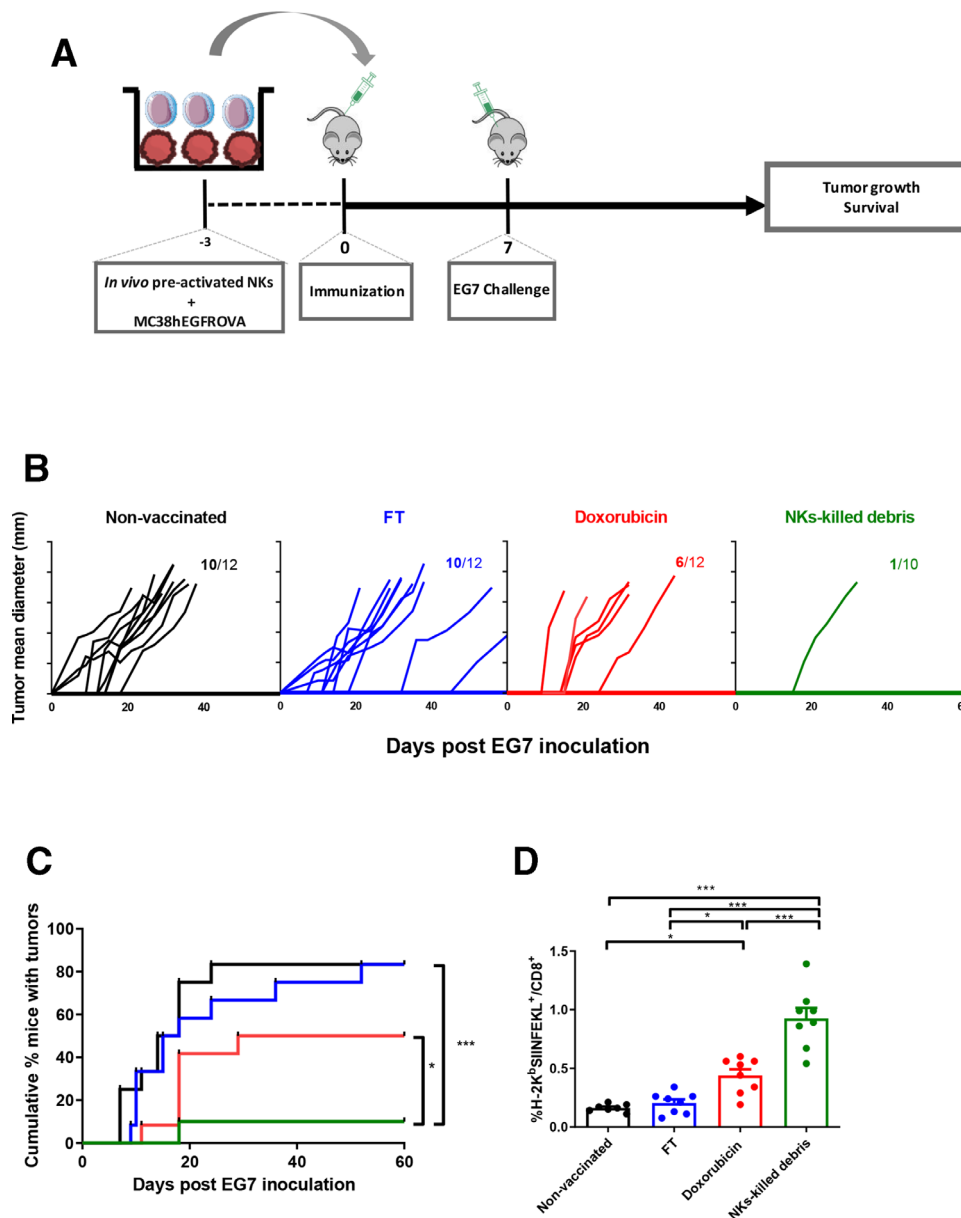 A
-3
0
7
In vivo pre-activated NKs
+
MC38hEGFROVA
Immunization
EG7 Challenge
Tumor growth
Survival
B
Tumor mean diameter (mm)
Non-vaccinated
FT
Doxorubicin
NKs-killed debris
10/12
10/12
6/12
1/10
0 20 40
0 20 40
0 20 40
0 20 40 6
Days post EG7 inoculation
C
Cumulative % mice with tumors
100
80
60
40
20
0
0 20 40 60
Days post EG7 inoculation
*
***
D
%H-2KᵇSIINFEKL⁺/CD8⁺
1.5
1.0
0.5
0.0
***
***
* ***
*
Non-vaccinated
FT
Doxorubicin
NKs-killed debris